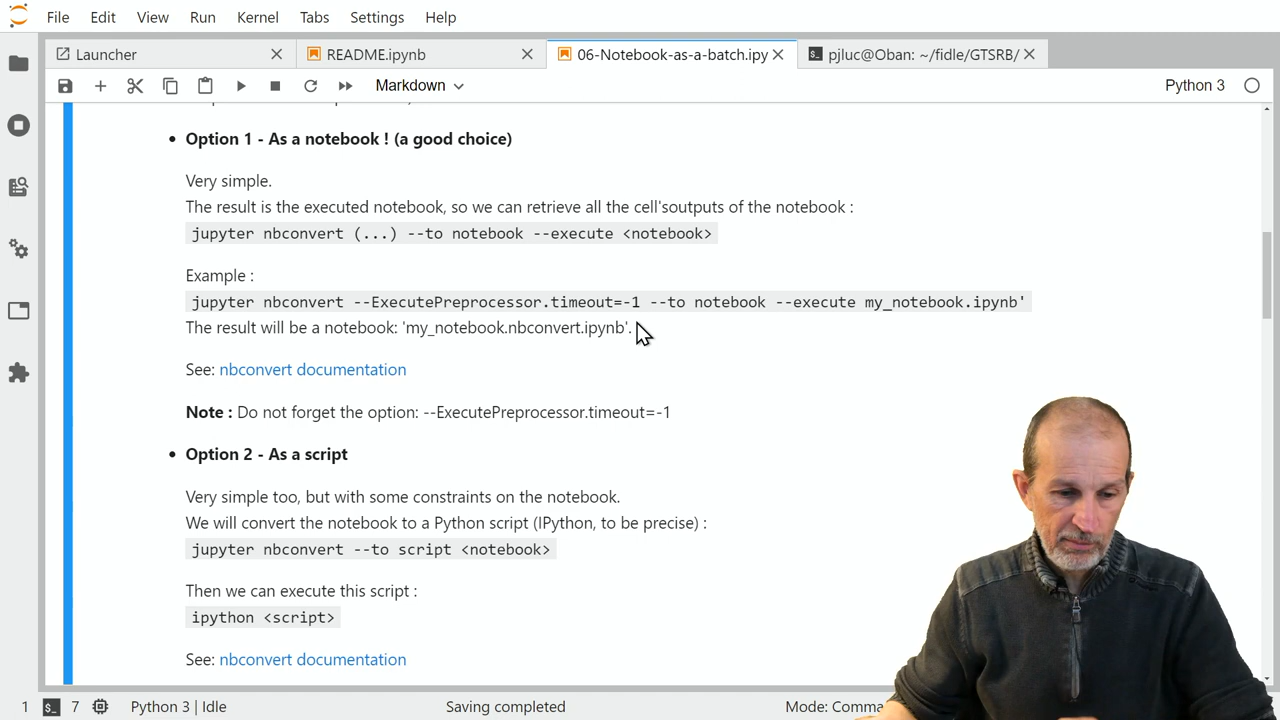 File Edit View Run Kernel Tabs Settings Help
Launcher README.ipynb 06-Notebook-as-a-batch.ipy pjluc@Oban: ~/fidle/GTSRB/
Markdown Python 3
Option 1 - As a notebook ! (a good choice)
Very simple.
The result is the executed notebook, so we can retrieve all the cell'soutputs of the notebook :
jupyter nbconvert (...) --to notebook --execute <notebook>
Example :
jupyter nbconvert --ExecutePreprocessor.timeout=-1 --to notebook --execute my_notebook.ipynb'
The result will be a notebook: 'my_notebook.nbconvert.ipynb'.
See: nbconvert documentation
Note : Do not forget the option: --ExecutePreprocessor.timeout=-1
Option 2 - As a script
Very simple too, but with some constraints on the notebook.
We will convert the notebook to a Python script (IPython, to be precise) :
jupyter nbconvert --to script <notebook>
Then we can execute this script :
ipython <script>
See: nbconvert documentation
1 $_ 7 Python 3 | Idle Saving completed Mode: Comma